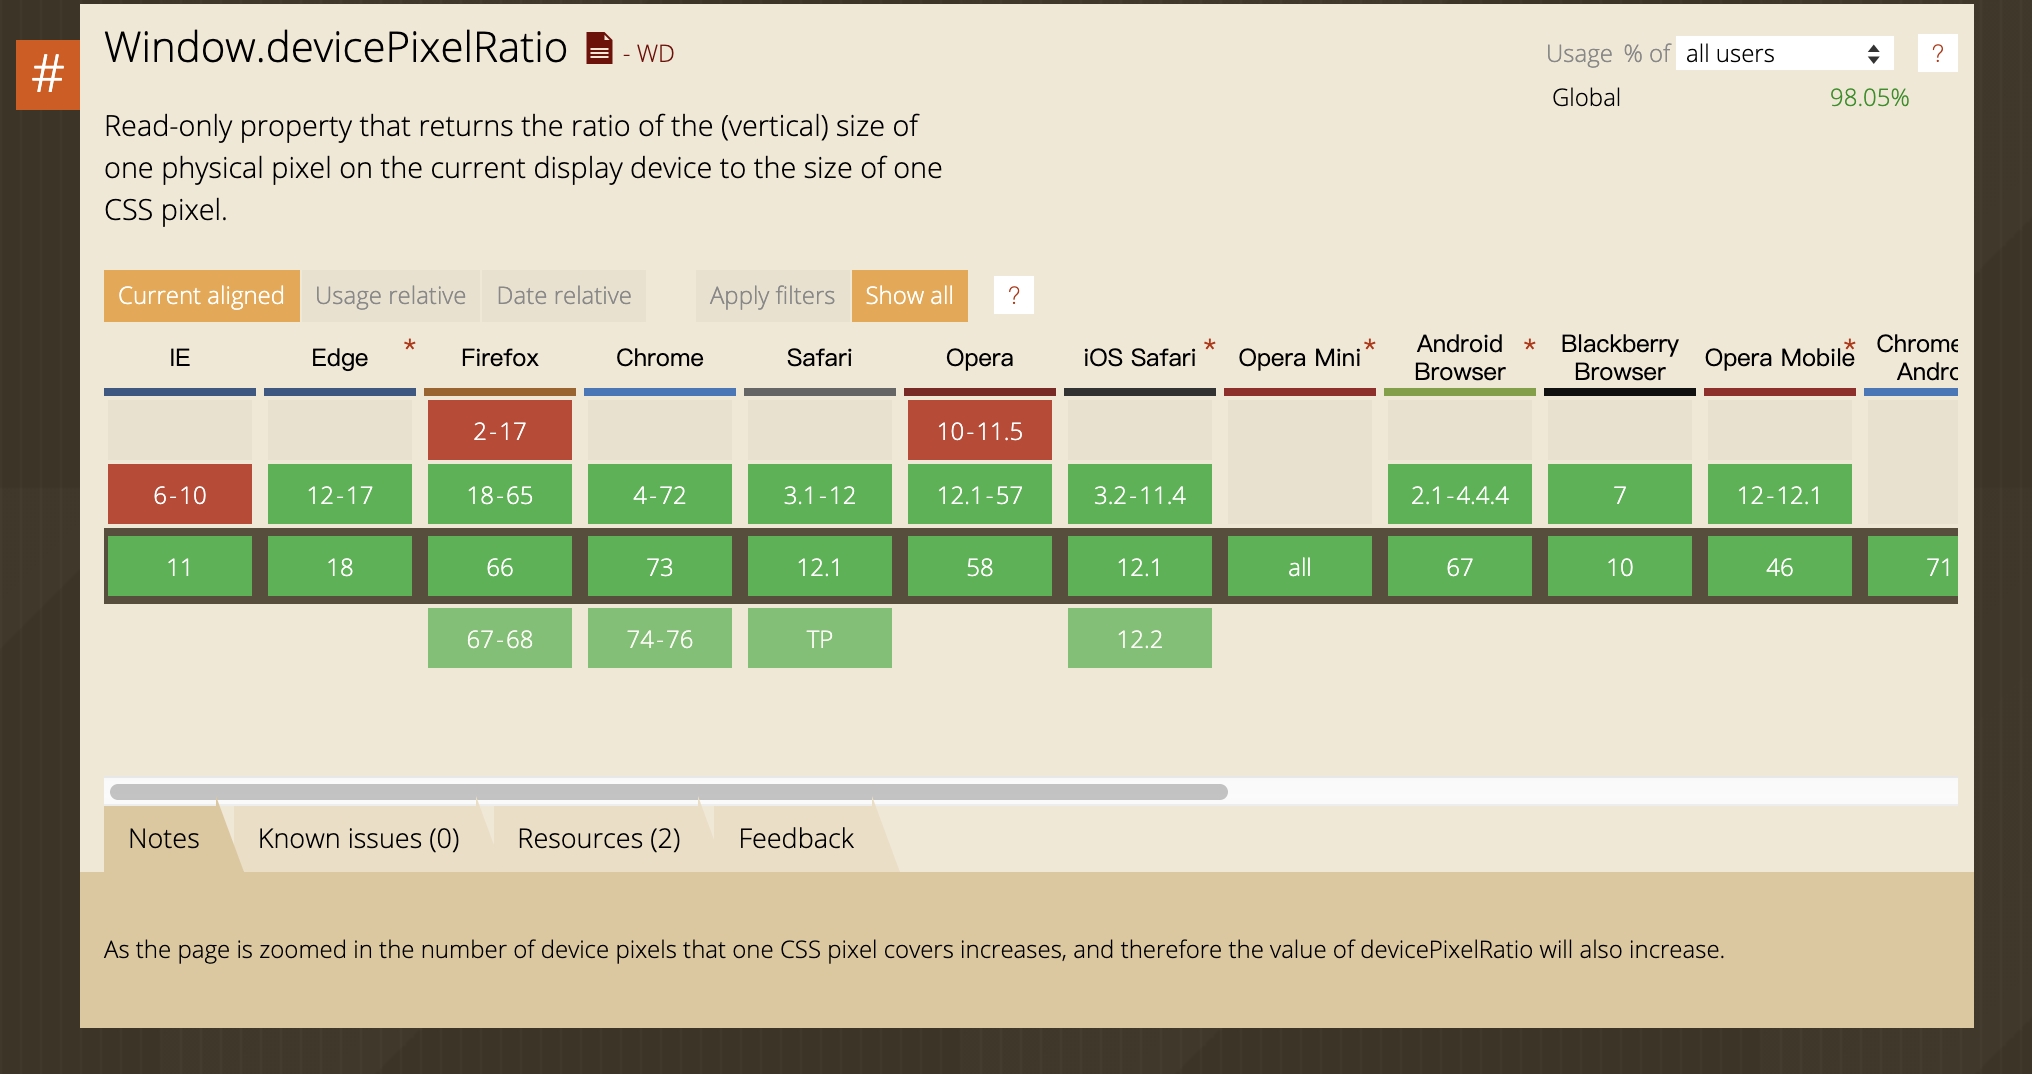 #
Window.devicePixelRatio - WD
Usage % of all users ?
Global 98.05%
Read-only property that returns the ratio of the (vertical) size of
one physical pixel on the current display device to the size of one
CSS pixel.
Current aligned Usage relative Date relative Apply filters Show all ?
IE Edge * Firefox Chrome Safari Opera iOS Safari * Opera Mini * Android Browser * Blackberry Browser Opera Mobile * Chrome Andro
2-17 10-11.5
6-10 12-17 18-65 4-72 3.1-12 12.1-57 3.2-11.4 2.1-4.4.4 7 12-12.1
11 18 66 73 12.1 58 12.1 all 67 10 46 71
67-68 74-76 TP 12.2
Notes Known issues (0) Resources (2) Feedback
As the page is zoomed in the number of device pixels that one CSS pixel covers increases, and therefore the value of devicePixelRatio will also increase.